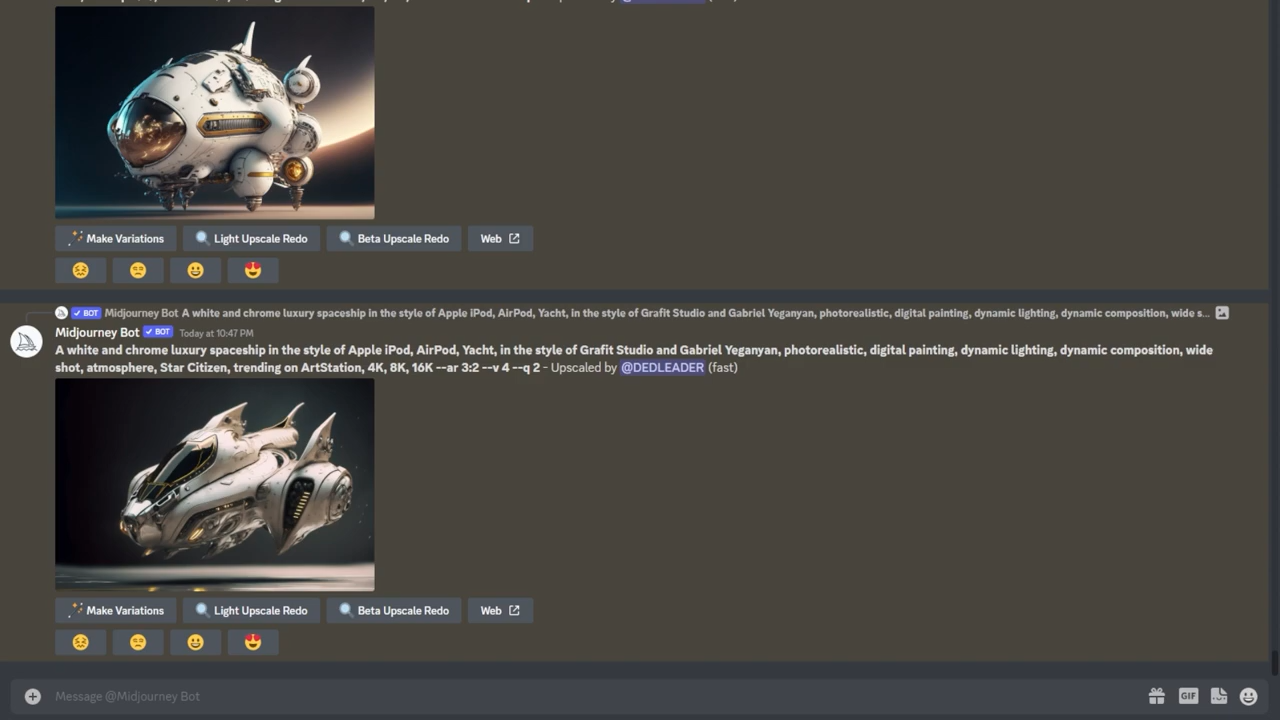 Make Variations Light Upscale Redo Beta Upscale Redo Web
BOT Midjourney Bot A white and chrome luxury spaceship in the style of Apple iPod, AirPod, Yacht, in the style of Grafit Studio and Gabriel Yeganyan, photorealistic, digital painting, dynamic lighting, dynamic composition, wide s...
Midjourney Bot BOT Today at 10:47 PM
A white and chrome luxury spaceship in the style of Apple iPod, AirPod, Yacht, in the style of Grafit Studio and Gabriel Yeganyan, photorealistic, digital painting, dynamic lighting, dynamic composition, wide
shot, atmosphere, Star Citizen, trending on ArtStation, 4K, 8K, 16K --ar 3:2 --v 4 --q 2 - Upscaled by @DEDLEADER (fast)
Make Variations Light Upscale Redo Beta Upscale Redo Web
Message @Midjourney Bot GIF